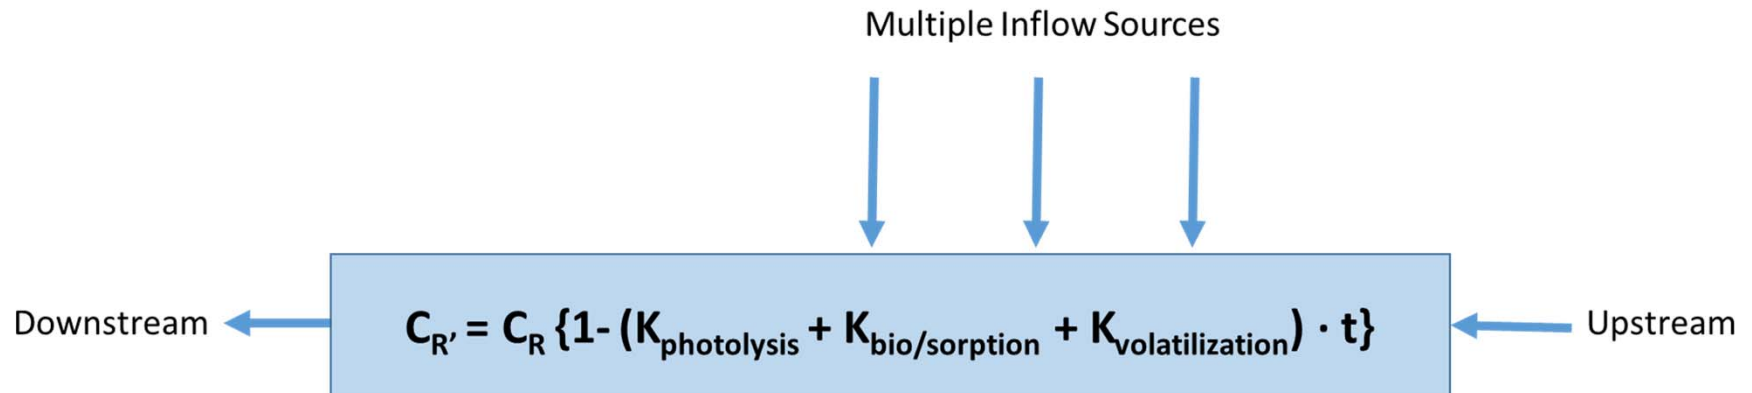 Multiple Inflow Sources
Downstream
C_R' = C_R {1- (K_photolysis + K_bio/sorption + K_volatilization) · t}
Upstream